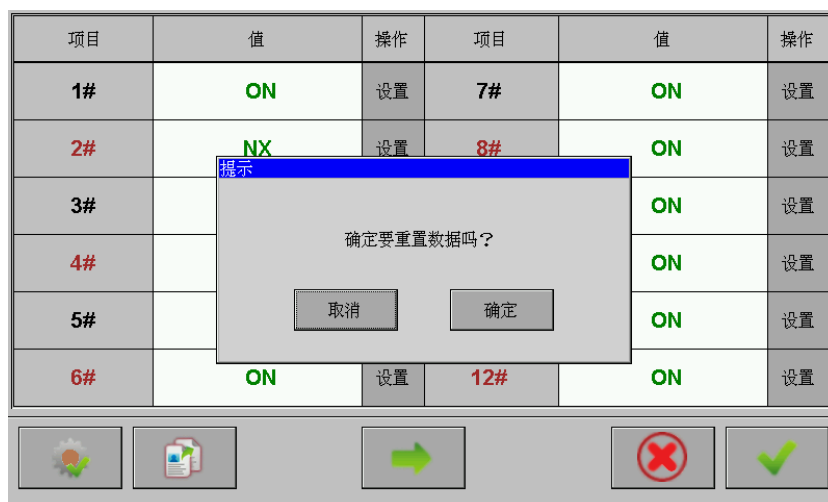 项目 值 操作 项目 值 操作
1# ON 设置 7# ON 设置
2# NX 设置 8# ON 设置
提示
3# ON 设置
确定要重置数据吗？
4# ON 设置
取消 确定
5# ON 设置
6# ON 设置 12# ON 设置